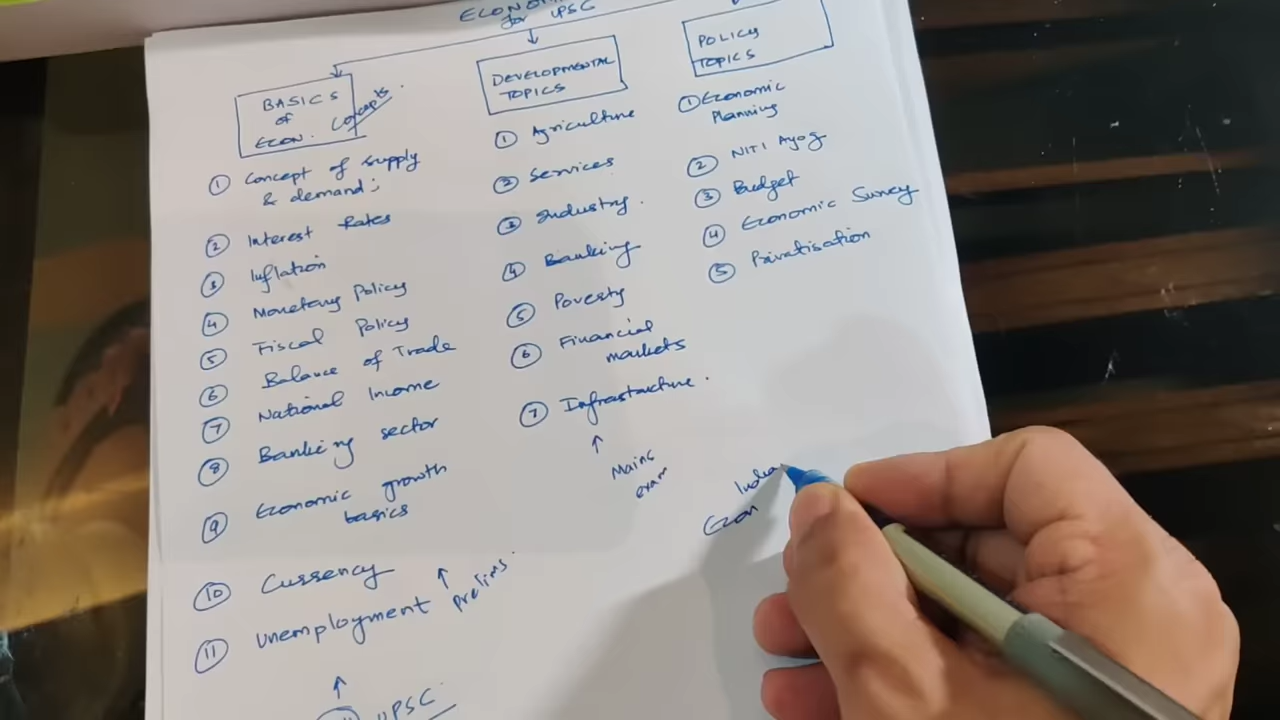 ECONO
for UPSC
BASICS
of
ECON. Concepts.
① Concept of supply
& demand;
② Interest Rates
③ Inflation
④ Monetary Policy
⑤ Fiscal Policy
⑥ Balance of Trade
⑦ National Income
⑧ Banking sector
⑨ Economic growth
basics
⑩ Currency
⑪ Unemployment
prelims.
UPSC.
DEVELOPMENTAL
TOPICS
① Agriculture
② Services
③ Industry.
④ Banking
⑤ Poverty
⑥ Financial
markets
⑦ Infrastructure.
Mains
exam
POLICY
TOPICS
① Economic
Planning
② NITI Ayog
③ Budget
④ Economic Survey
⑤ Privatisation
India
Econ